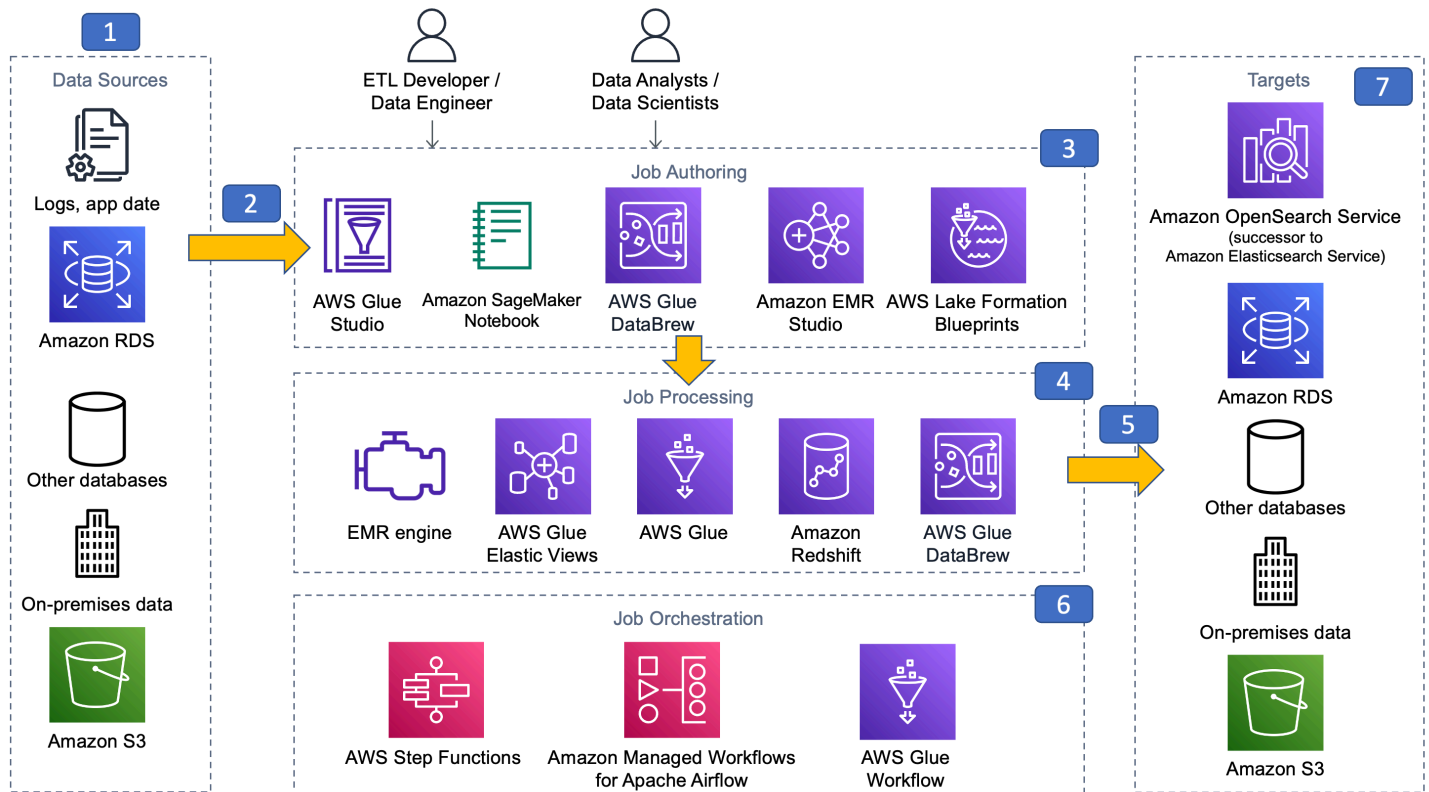 1
Data Sources
Logs, app date
Amazon RDS
Other databases
On-premises data
Amazon S3
2
ETL Developer /
Data Engineer
Data Analysts /
Data Scientists
3
Job Authoring
AWS Glue
Studio
Amazon SageMaker
Notebook
AWS Glue
DataBrew
Amazon EMR
Studio
AWS Lake Formation
Blueprints
4
Job Processing
EMR engine
AWS Glue
Elastic Views
AWS Glue
Amazon
Redshift
AWS Glue
DataBrew
5
6
Job Orchestration
AWS Step Functions
Amazon Managed Workflows
for Apache Airflow
AWS Glue
Workflow
7
Targets
Amazon OpenSearch Service
(successor to
Amazon Elasticsearch Service)
Amazon RDS
Other databases
On-premises data
Amazon S3